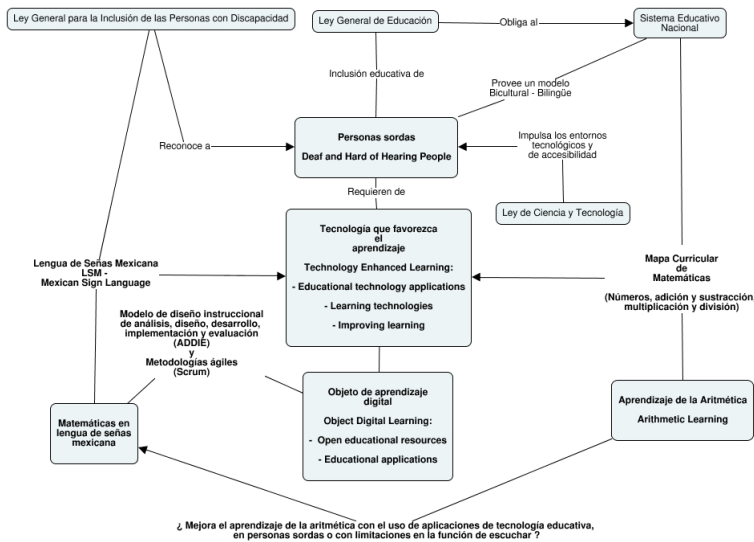 Ley General para la Inclusión de las Personas con Discapacidad
Ley General de Educación
Obliga al
Sistema Educativo
Nacional
Inclusión educativa de
Provee un modelo
Bicultural - Bilingüe
Reconoce a
Personas sordas
Deaf and Hard of Hearing People
Impulsa los entornos
tecnológicos y
de accesibilidad
Requieren de
Ley de Ciencia y Tecnología
Tecnología que favorezca
el
aprendizaje
Technology Enhanced Learning:
- Educational technology applications
- Learning technologies
- Improving learning
Lengua de Señas Mexicana
LSM -
Mexican Sign Language
Mapa Curricular
de
Matemáticas
(Números, adición y sustracción,
multiplicación y división)
Modelo de diseño instruccional
de análisis, diseño, desarrollo,
implementación y evaluación
(ADDIE)
y
Metodologías ágiles
(Scrum)
Objeto de aprendizaje
digital
Object Digital Learning:
- Open educational resources
- Educational applications
Matemáticas en
lengua de señas
mexicana
Aprendizaje de la Aritmética
Arithmetic Learning
¿ Mejora el aprendizaje de la aritmética con el uso de aplicaciones de tecnología educativa,
en personas sordas o con limitaciones en la función de escuchar ?